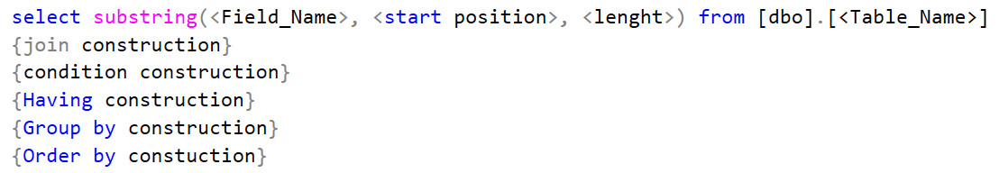 select substring(<Field_Name>, <start position>, <lenght>) from [dbo].[<Table_Name>]
{join construction}
{condition construction}
{Having construction}
{Group by construction}
{Order by constuction}